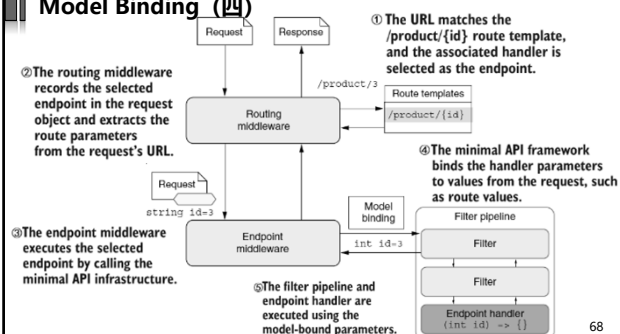 Model Binding (四)
Request
Response
① The URL matches the
/product/{id} route template,
and the associated handler is
selected as the endpoint.
②The routing middleware
records the selected
endpoint in the request
object and extracts the
route parameters
from the request's URL.
/product/3
Route templates
/product/{id}
Routing
middleware
④The minimal API framework
binds the handler parameters
to values from the request, such
as route values.
Request
string id=3
Model
binding
Filter pipeline
③The endpoint middleware
executes the selected
endpoint by calling the
minimal API infrastructure.
Endpoint
middleware
int id=3
Filter
Filter
⑤The filter pipeline and
endpoint handler are
executed using the
model-bound parameters.
Endpoint handler
(int id) -> {}
68